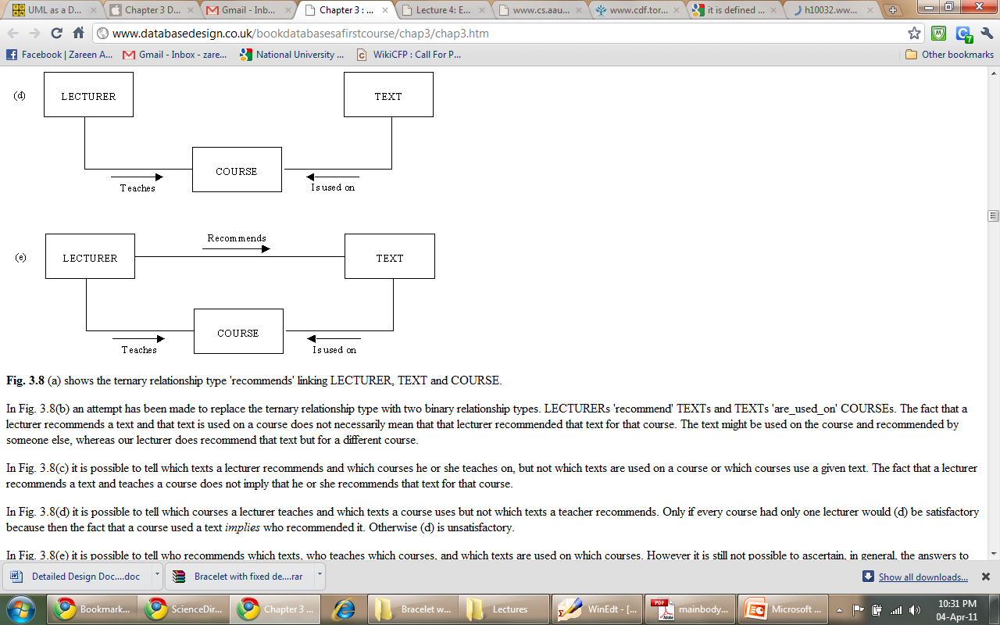 UML as a D...
Chapter 3 D...
Gmail - Inb...
Chapter 3 : ...
Lecture 4: E...
www.cs.aau...
www.cdf.tor...
it is defined ...
h10032.ww...
www.databasedesign.co.uk/bookdatabasesafirstcourse/chap3/chap3.htm
7
Facebook | Zareen A...
Gmail - Inbox - zare...
National University ...
WikiCFP : Call For P...
Other bookmarks
(d)
LECTURER
TEXT
COURSE
Teaches
Is used on
Recommends
(e)
LECTURER
TEXT
COURSE
Teaches
Is used on
Fig. 3.8 (a) shows the ternary relationship type 'recommends' linking LECTURER, TEXT and COURSE.
In Fig. 3.8(b) an attempt has been made to replace the ternary relationship type with two binary relationship types. LECTURERs 'recommend' TEXTs and TEXTs 'are_used_on' COURSEs. The fact that a
lecturer recommends a text and that text is used on a course does not necessarily mean that that lecturer recommended that text for that course. The text might be used on the course and recommended by
someone else, whereas our lecturer does recommend that text but for a different course.
In Fig. 3.8(c) it is possible to tell which texts a lecturer recommends and which courses he or she teaches on, but not which texts are used on a course or which courses use a given text. The fact that a lecturer
recommends a text and teaches a course does not imply that he or she recommends that text for that course.
In Fig. 3.8(d) it is possible to tell which courses a lecturer teaches and which texts a course uses but not which texts a teacher recommends. Only if every course had only one lecturer would (d) be satisfactory
because then the fact that a course used a text implies who recommended it. Otherwise (d) is unsatisfactory.
In Fig. 3.8(e) it is possible to tell who recommends which texts, who teaches which courses, and which texts are used on which courses. However it is still not possible to ascertain, in general, the answers to
Detailed Design Doc....doc
Bracelet with fixed de....rar
Show all downloads...
Bookmark...
ScienceDir...
Chapter 3 ...
Bracelet w...
Lectures
WinEdt - [...
PDF
mainbody...
Microsoft ...
10:31 PM
04-Apr-11